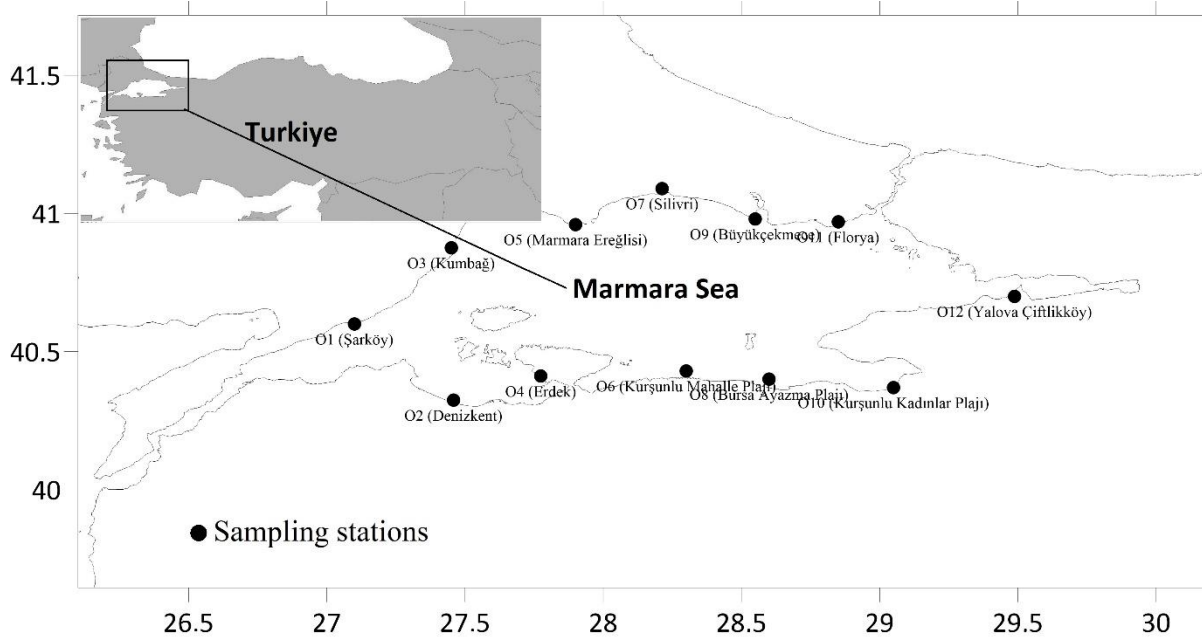 41.5
41
40.5
40
Turkiye
Marmara Sea
O7 (Silivri)
O5 (Marmara Ereğlisi)
O9 (Büyükçekmece)
O11 (Florya)
O3 (Kumbağ)
O12 (Yalova Çiftlikköy)
O1 (Şarköy)
O4 (Erdek)
O6 (Kurşunlu Mahalle Plajı)
O8 (Bursa Ayazma Plajı)
O10 (Kurşunlu Kadınlar Plajı)
O2 (Denizkent)
Sampling stations
26.5 27 27.5 28 28.5 29 29.5 30